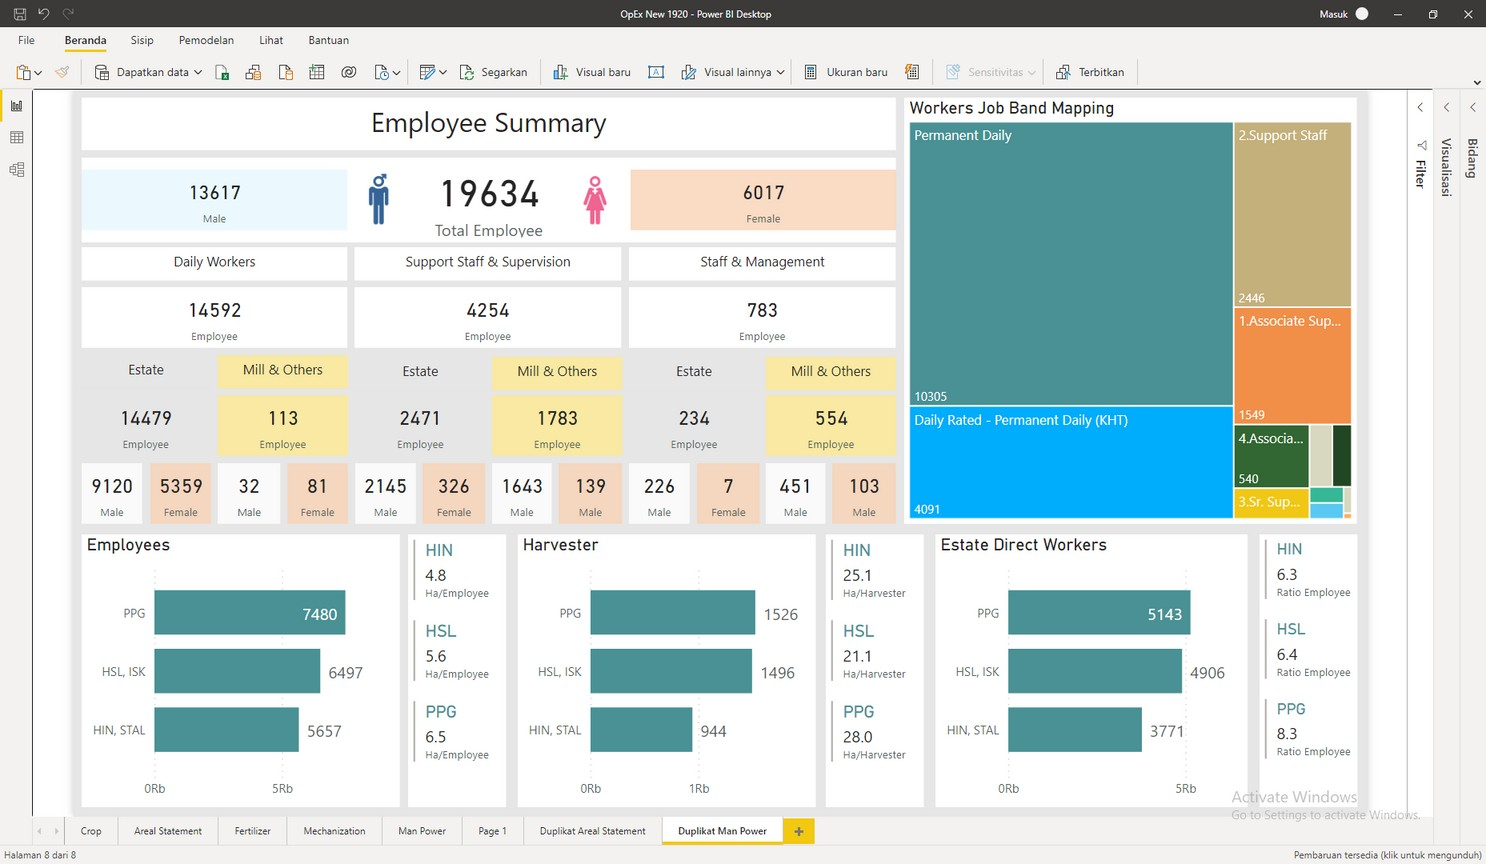 OpEx New 1920 - Power BI Desktop
Masuk
File
Beranda
Sisip
Pemodelan
Lihat
Bantuan
Dapatkan data
Segarkan
Visual baru
Visual lainnya
Ukuran baru
Sensitivitas
Terbitkan
Employee Summary
13617
Male
19634
Total Employee
6017
Female
Daily Workers
Support Staff & Supervision
Staff & Management
14592
Employee
4254
Employee
783
Employee
Estate
Mill & Others
Estate
Mill & Others
Estate
Mill & Others
14479
Employee
113
Employee
2471
Employee
1783
Employee
234
Employee
554
Employee
9120
Male
5359
Female
32
Male
81
Female
2145
Male
326
Female
1643
Male
139
Male
226
Male
7
Female
451
Male
103
Male
Workers Job Band Mapping
Permanent Daily
10305
Daily Rated - Permanent Daily (KHT)
4091
2.Support Staff
2446
1.Associate Sup...
1549
4.Associa...
540
3.Sr. Sup...
Filter
Visualisasi
Bidang
Employees
PPG
7480
HSL, ISK
6497
HIN, STAL
5657
0Rb
5Rb
HIN
4.8
Ha/Employee
HSL
5.6
Ha/Employee
PPG
6.5
Ha/Employee
Harvester
PPG
1526
HSL, ISK
1496
HIN, STAL
944
0Rb
1Rb
HIN
25.1
Ha/Harvester
HSL
21.1
Ha/Harvester
PPG
28.0
Ha/Harvester
Estate Direct Workers
PPG
5143
HSL, ISK
4906
HIN, STAL
3771
0Rb
5Rb
HIN
6.3
Ratio Employee
HSL
6.4
Ratio Employee
PPG
8.3
Ratio Employee
Activate Windows
Go to Settings to activate Windows.
Crop
Areal Statement
Fertilizer
Mechanization
Man Power
Page 1
Duplikat Areal Statement
Duplikat Man Power
+
Halaman 8 dari 8
Pembaruan tersedia (klik untuk mengunduh)